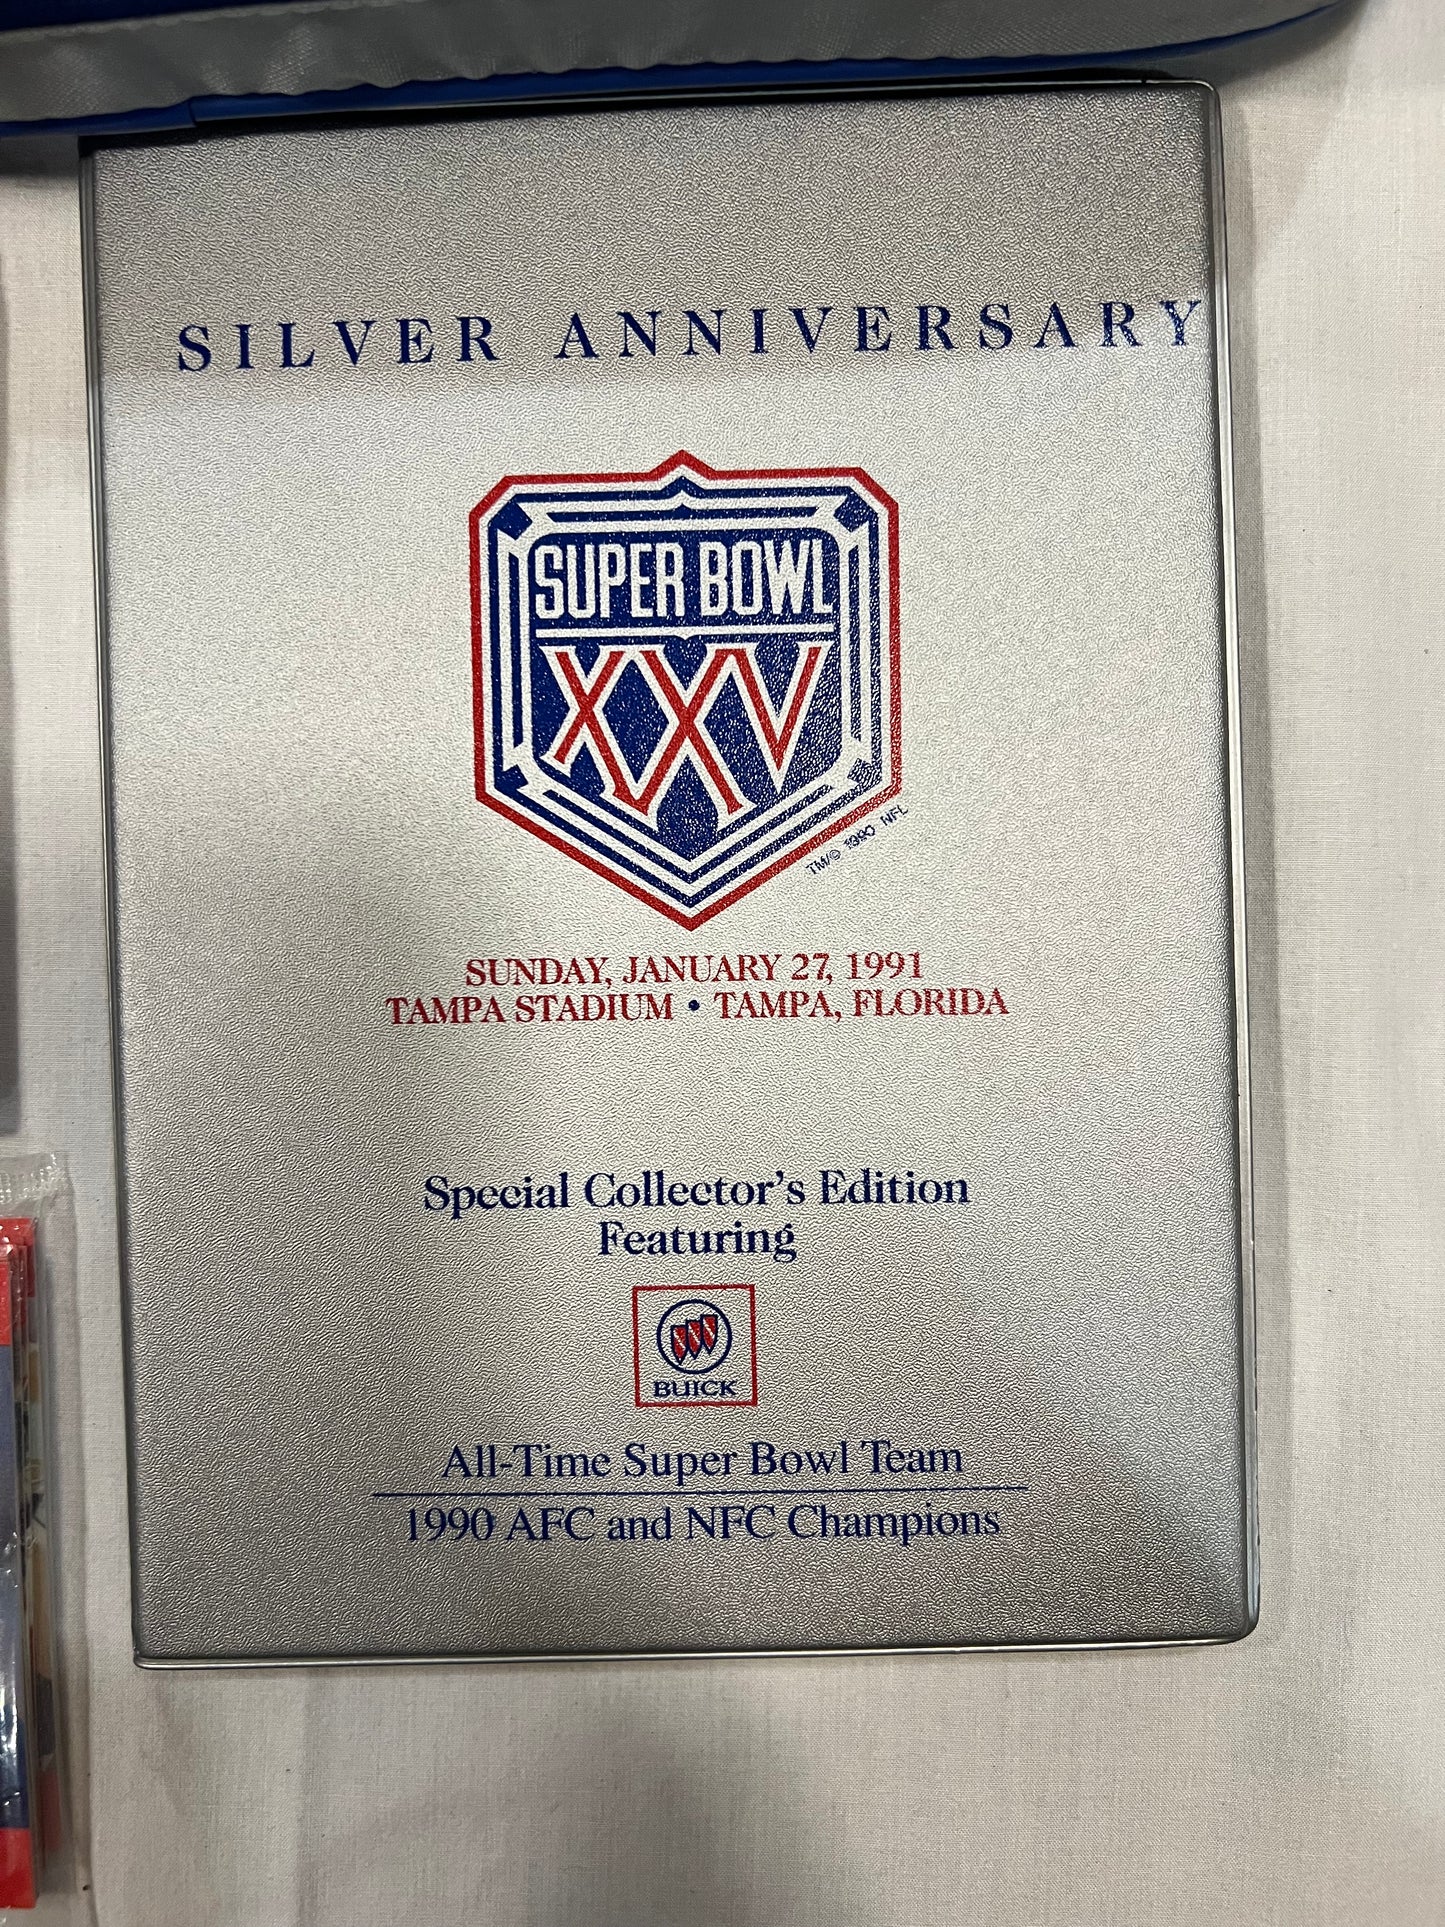 SILVER ANNIVERSARY
SUPER BOWL
XXV
TM/© 1990 NFL
SUNDAY, JANUARY 27, 1991
TAMPA STADIUM • TAMPA, FLORIDA
Special Collector's Edition
Featuring
BUICK
All-Time Super Bowl Team
1990 AFC and NFC Champions